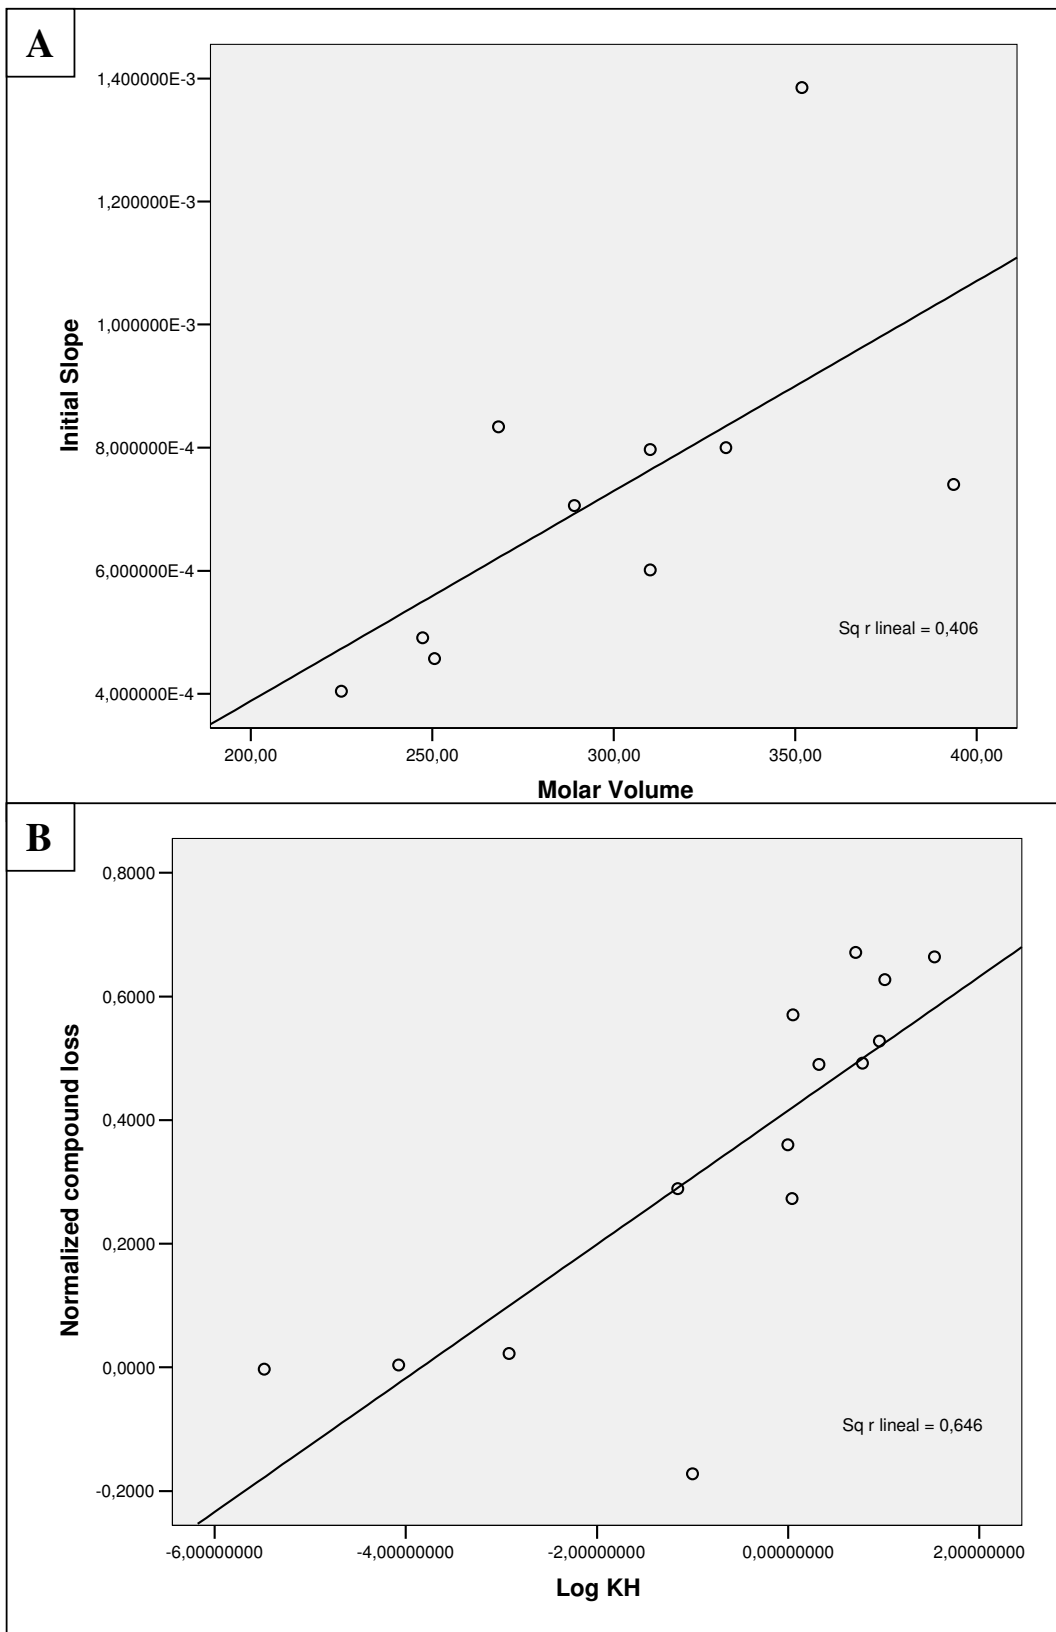 A
1,400000E-3
1,200000E-3
1,000000E-3
8,000000E-4
6,000000E-4
4,000000E-4
Initial Slope
Sq r lineal = 0,406
200,00 250,00 300,00 350,00 400,00
Molar Volume
B
0,8000
0,6000
0,4000
0,2000
0,0000
-0,2000
Normalized compound loss
Sq r lineal = 0,646
-6,00000000 -4,00000000 -2,00000000 0,00000000 2,00000000
Log KH